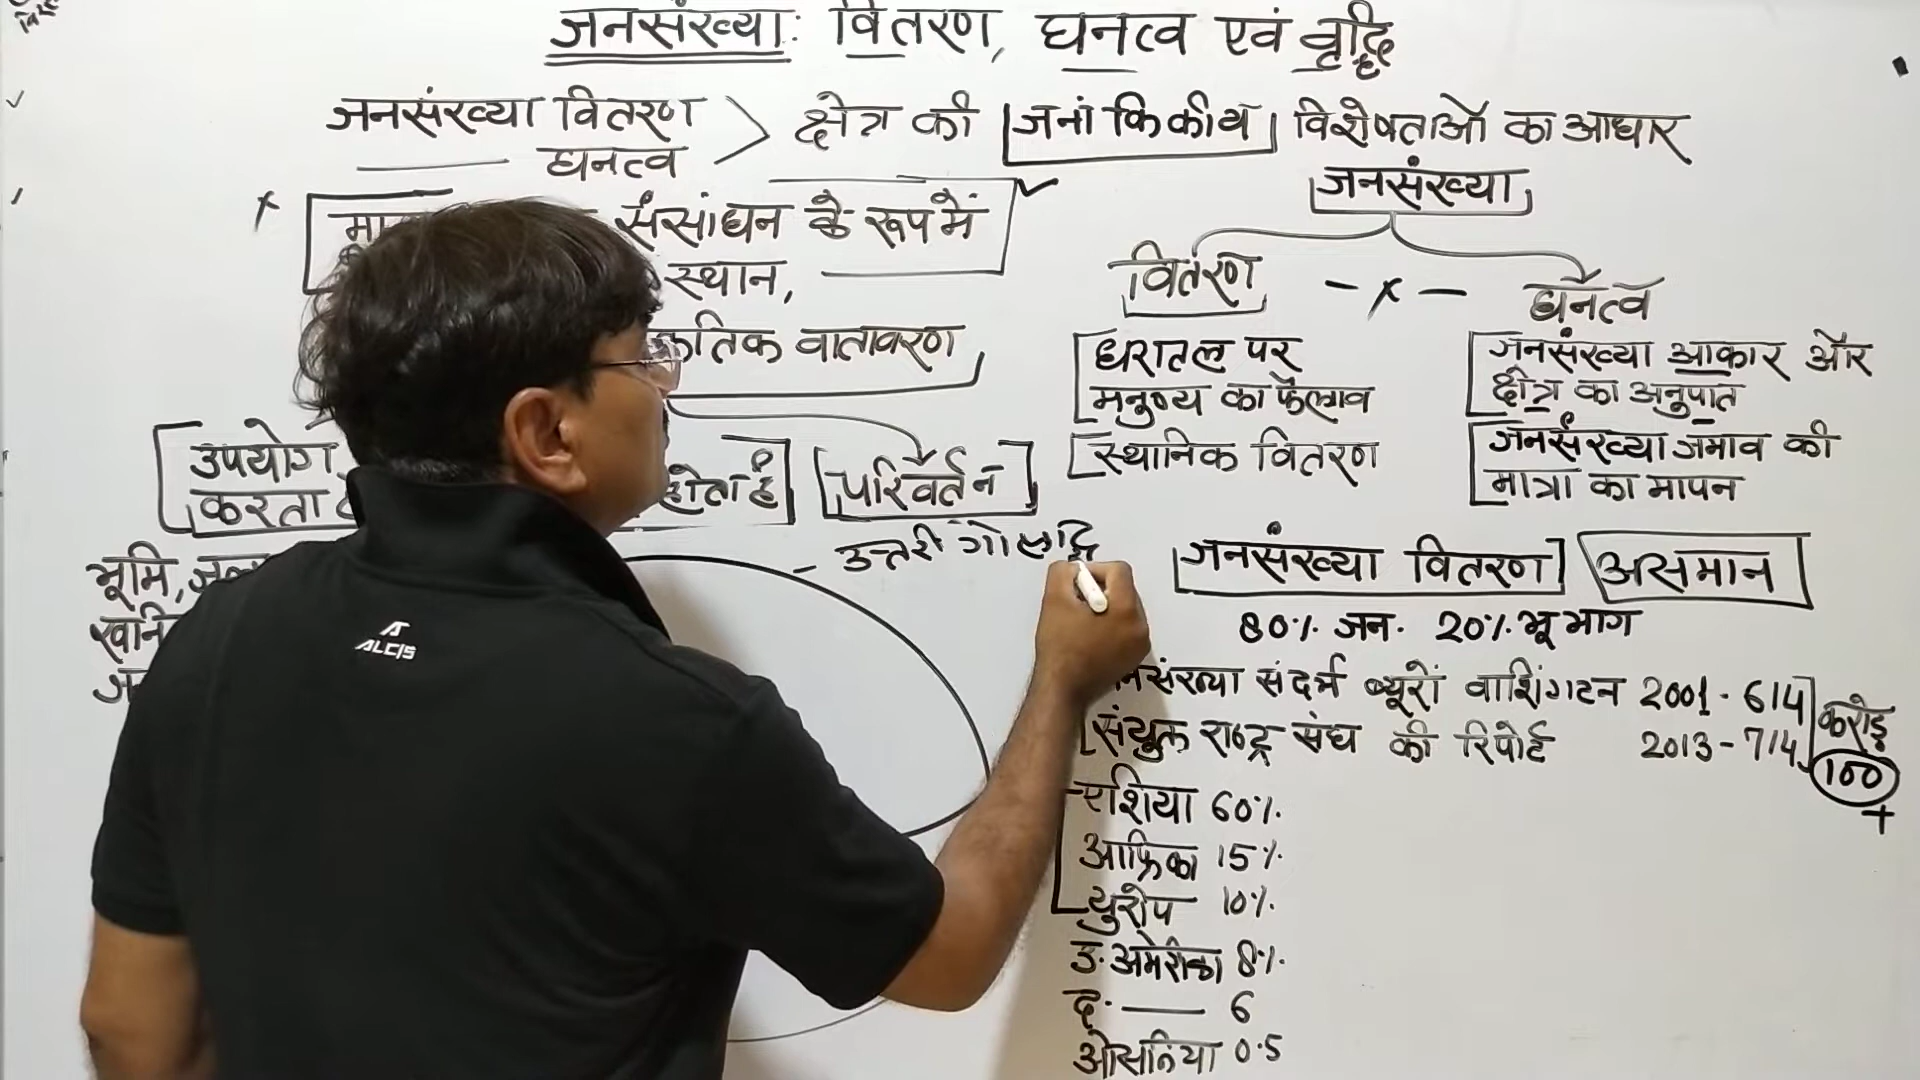 जनसंख्या: वितरण, घनत्व एवं वृद्धि
जनसंख्या वितरण
घनत्व
क्षेत्र की जनांकिकीय विशेषताओं का आधार
संसांधन के रूप में
स्थान,
वातावरण
उपयोग
करता
होता है
परिवर्तन
भूमि, जल
- उत्तरी गोलार्द्ध
जनसंख्या
वितरण - x - घनत्व
धरातल पर
मनुष्य का फैलाव
स्थानिक वितरण
जनसंख्या आकार और
क्षेत्र का अनुपात
जनसंख्या जमाव की
मात्रा का मापन
जनसंख्या वितरण असमान
80% जन. 20% भू भाग
संदर्भ ब्यूरो वाशिंगटन 2001 - 614
संयुक्त राष्ट्र संघ की रिपोर्ट 2013 - 714
करोड़
100
+
एशिया 60%
आफ्रिका 15%
युरोप 10%
उ. अमेरीका 8%
द. —— 6
ओसनिया 0.5
ALCIS